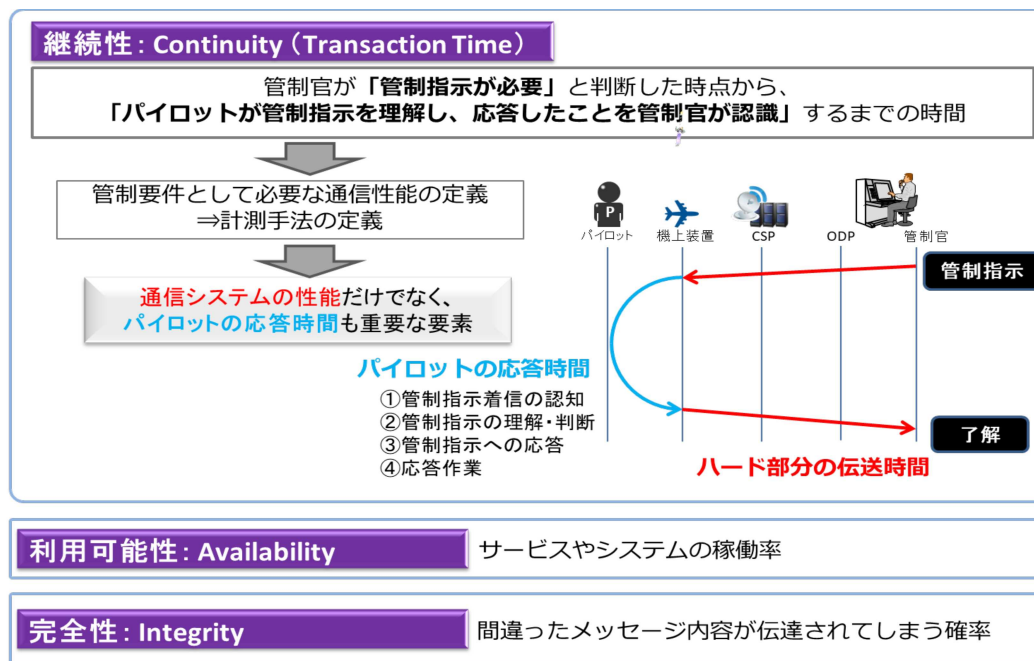 継続性：Continuity（Transaction Time）
管制官が「管制指示が必要」と判断した時点から、
「パイロットが管制指示を理解し、応答したことを管制官が認識」するまでの時間
管制要件として必要な通信性能の定義
⇒計測手法の定義
通信システムの性能だけでなく、
パイロットの応答時間も重要な要素
P
パイロット
機上装置
CSP
ODP
管制官
管制指示
パイロットの応答時間
①管制指示着信の認知
②管制指示の理解・判断
③管制指示への応答
④応答作業
了解
ハード部分の伝送時間
利用可能性：Availability
サービスやシステムの稼働率
完全性：Integrity
間違ったメッセージ内容が伝達されてしまう確率